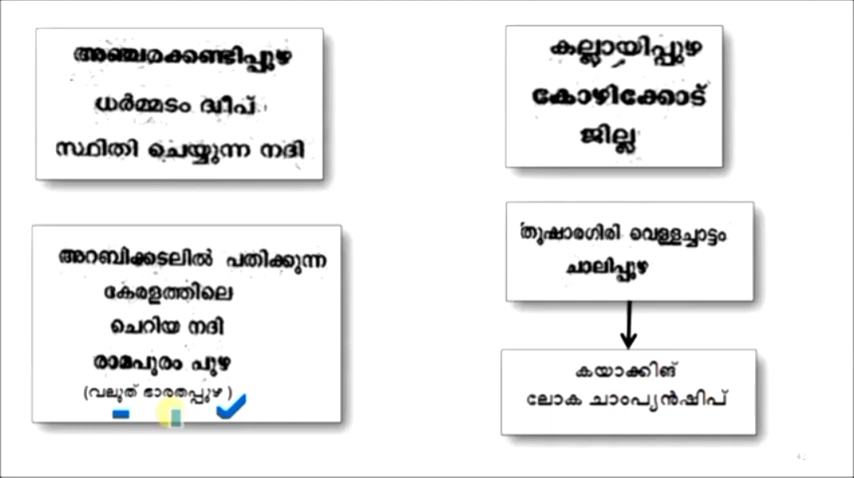 അഞ്ചരക്കണ്ടിപ്പുഴ
ധർമ്മടം ദ്വീപ്
സ്ഥിതി ചെയ്യുന്ന നദി
കല്ലായിപ്പുഴ
കോഴിക്കോട്
ജില്ല
അറബിക്കടലിൽ പതിക്കുന്ന
കേരളത്തിലെ
ചെറിയ നദി
രാമപുരം പുഴ
(വലുത് ഭാരതപ്പുഴ)
തുഷാരഗിരി വെള്ളച്ചാട്ടം
ചാലിപ്പുഴ
കയാക്കിങ്
ലോക ചാംപ്യൻഷിപ്